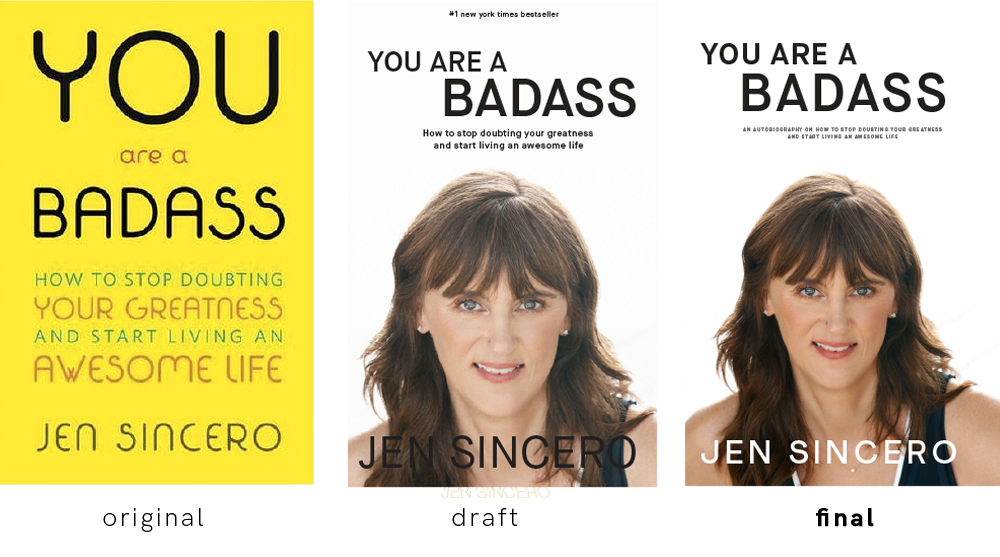 YOU
are a
BADASS
HOW TO STOP DOUBTING
YOUR GREATNESS
AND START LIVING AN
AWESOME LIFE
JEN SINCERO
original
#1 new york times bestseller
YOU ARE A
BADASS
How to stop doubting your greatness
and start living an awesome life
JEN SINCERO
JEN SINCERO
draft
YOU ARE A
BADASS
AN AUTOBIOGRAPHY ON HOW TO STOP DOUBTING YOUR GREATNESS
AND START LIVING AN AWESOME LIFE
JEN SINCERO
final